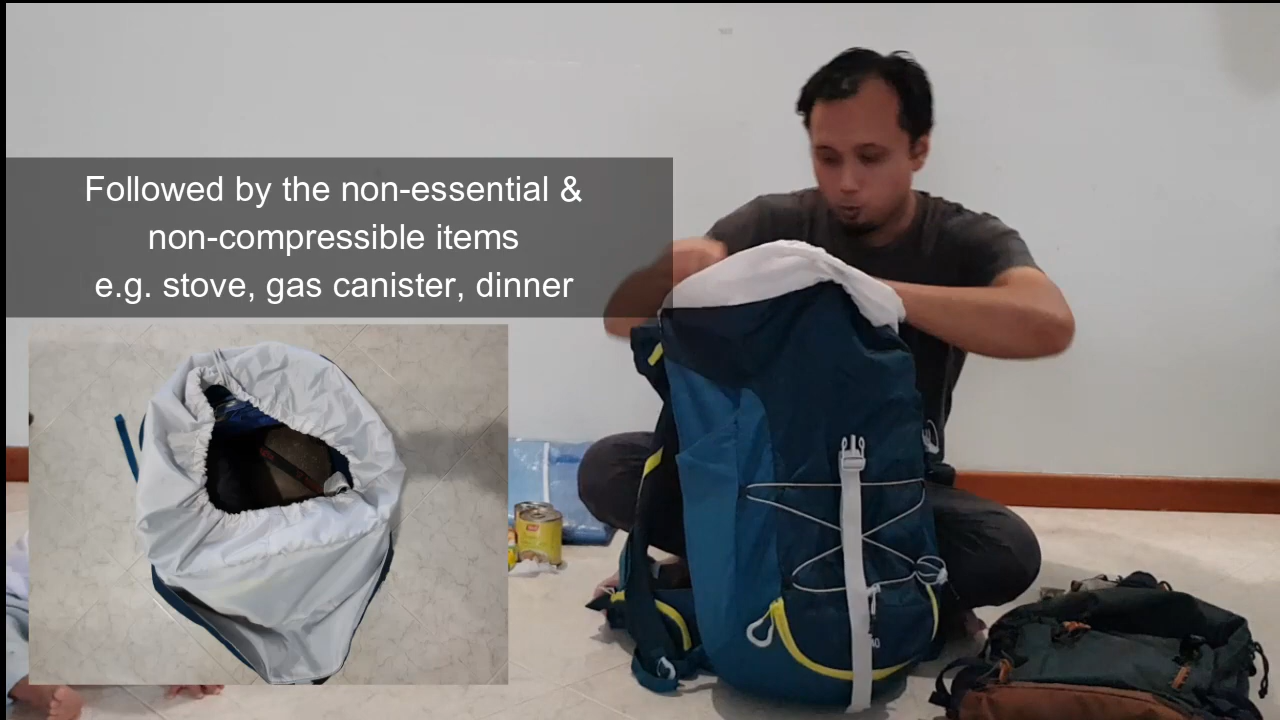 Followed by the non-essential &
non-compressible items
e.g. stove, gas canister, dinner